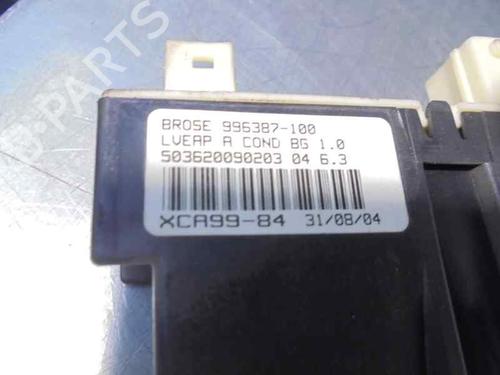 BROSE 996387-100
LVEAP A COND BG 1.0
503620090203 04 6.3
XCA99-84 31/08/04
B-PARTS